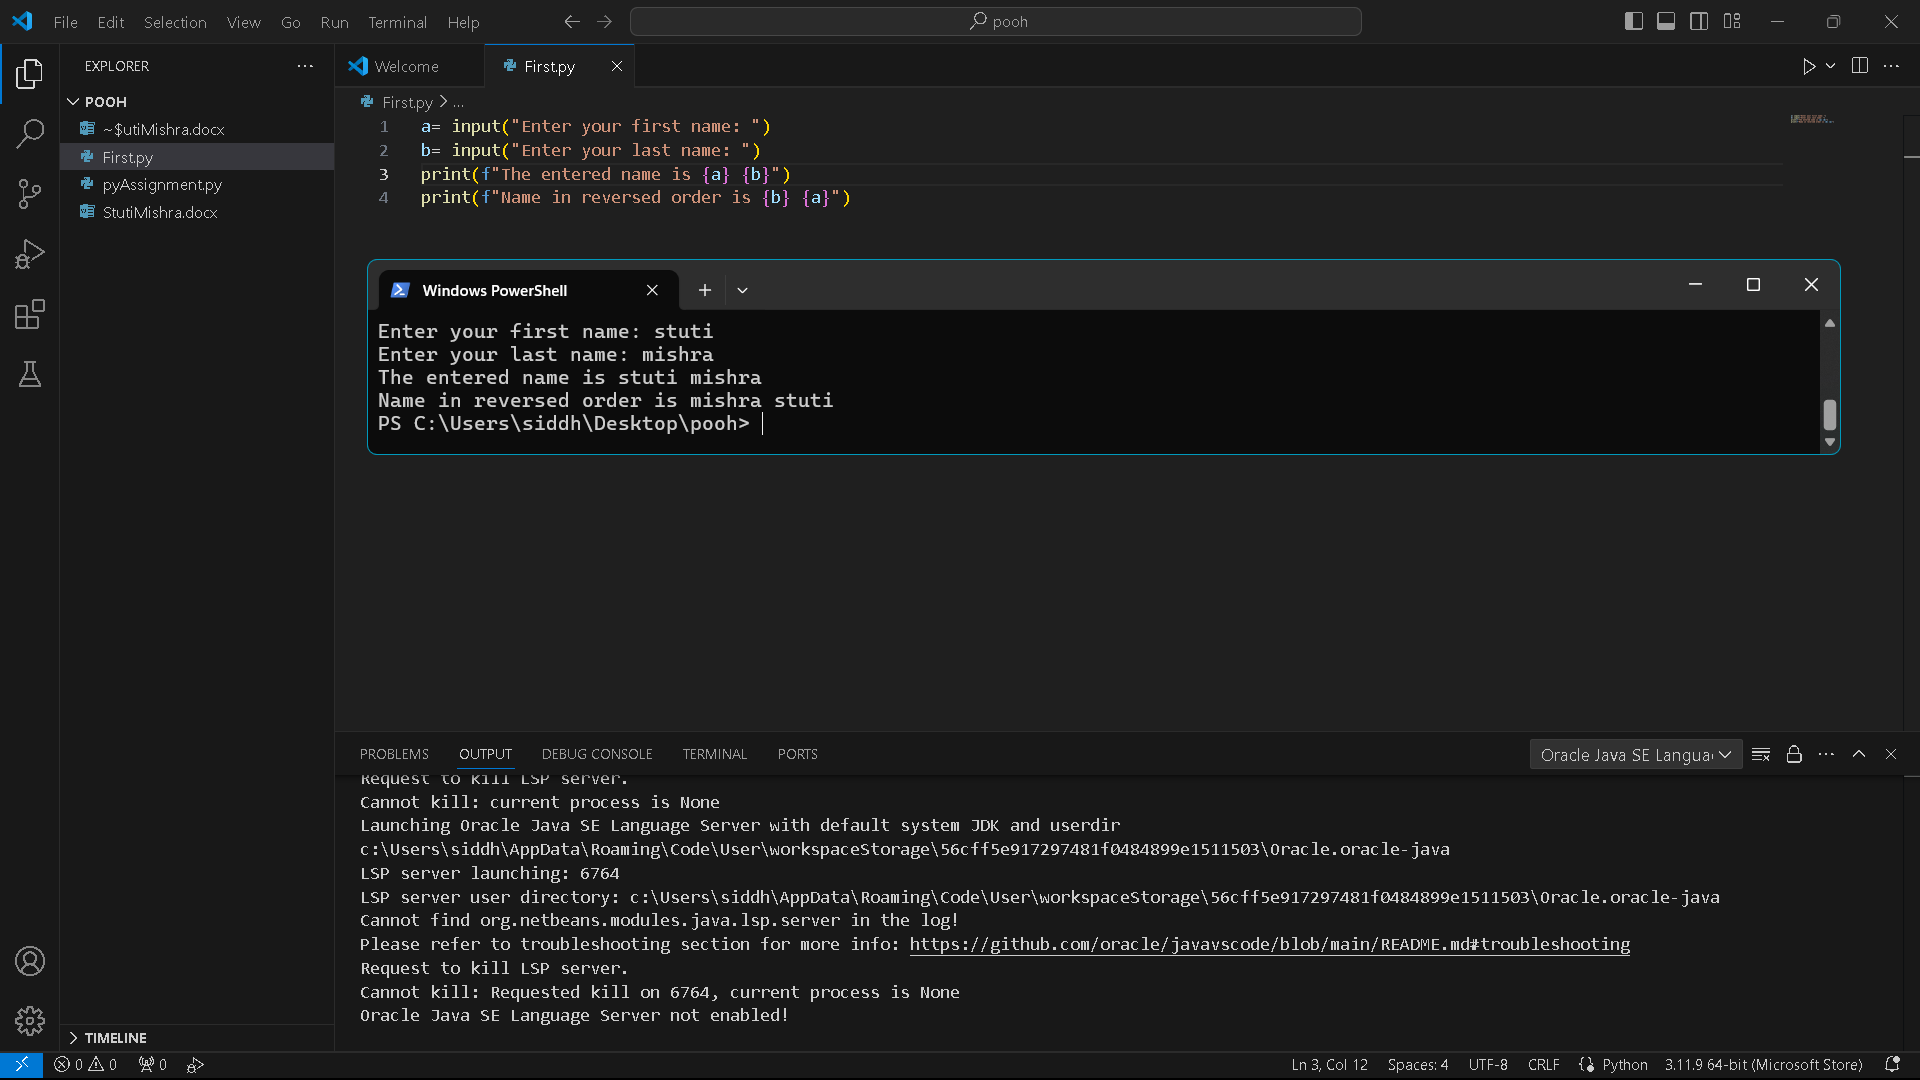 File Edit Selection View Go Run Terminal Help
pooh
EXPLORER
POOH
~$utiMishra.docx
First.py
pyAssignment.py
StutiMishra.docx
Welcome
First.py
First.py > ...
1 a= input("Enter your first name: ")
2 b= input("Enter your last name: ")
3 print(f"The entered name is {a} {b}")
4 print(f"Name in reversed order is {b} {a}")
Windows PowerShell
Enter your first name: stuti
Enter your last name: mishra
The entered name is stuti mishra
Name in reversed order is mishra stuti
PS C:\Users\siddh\Desktop\pooh>
PROBLEMS OUTPUT DEBUG CONSOLE TERMINAL PORTS
Oracle Java SE Langua
Request to kill LSP server.
Cannot kill: current process is None
Launching Oracle Java SE Language Server with default system JDK and userdir
c:\Users\siddh\AppData\Roaming\Code\User\workspaceStorage\56cff5e917297481f0484899e1511503\Oracle.oracle-java
LSP server launching: 6764
LSP server user directory: c:\Users\siddh\AppData\Roaming\Code\User\workspaceStorage\56cff5e917297481f0484899e1511503\Oracle.oracle-java
Cannot find org.netbeans.modules.java.lsp.server in the log!
Please refer to troubleshooting section for more info: https://github.com/oracle/javavscode/blob/main/README.md#troubleshooting
Request to kill LSP server.
Cannot kill: Requested kill on 6764, current process is None
Oracle Java SE Language Server not enabled!
TIMELINE
0 0 0 Ln 3, Col 12 Spaces: 4 UTF-8 CRLF Python 3.11.9 64-bit (Microsoft Store)